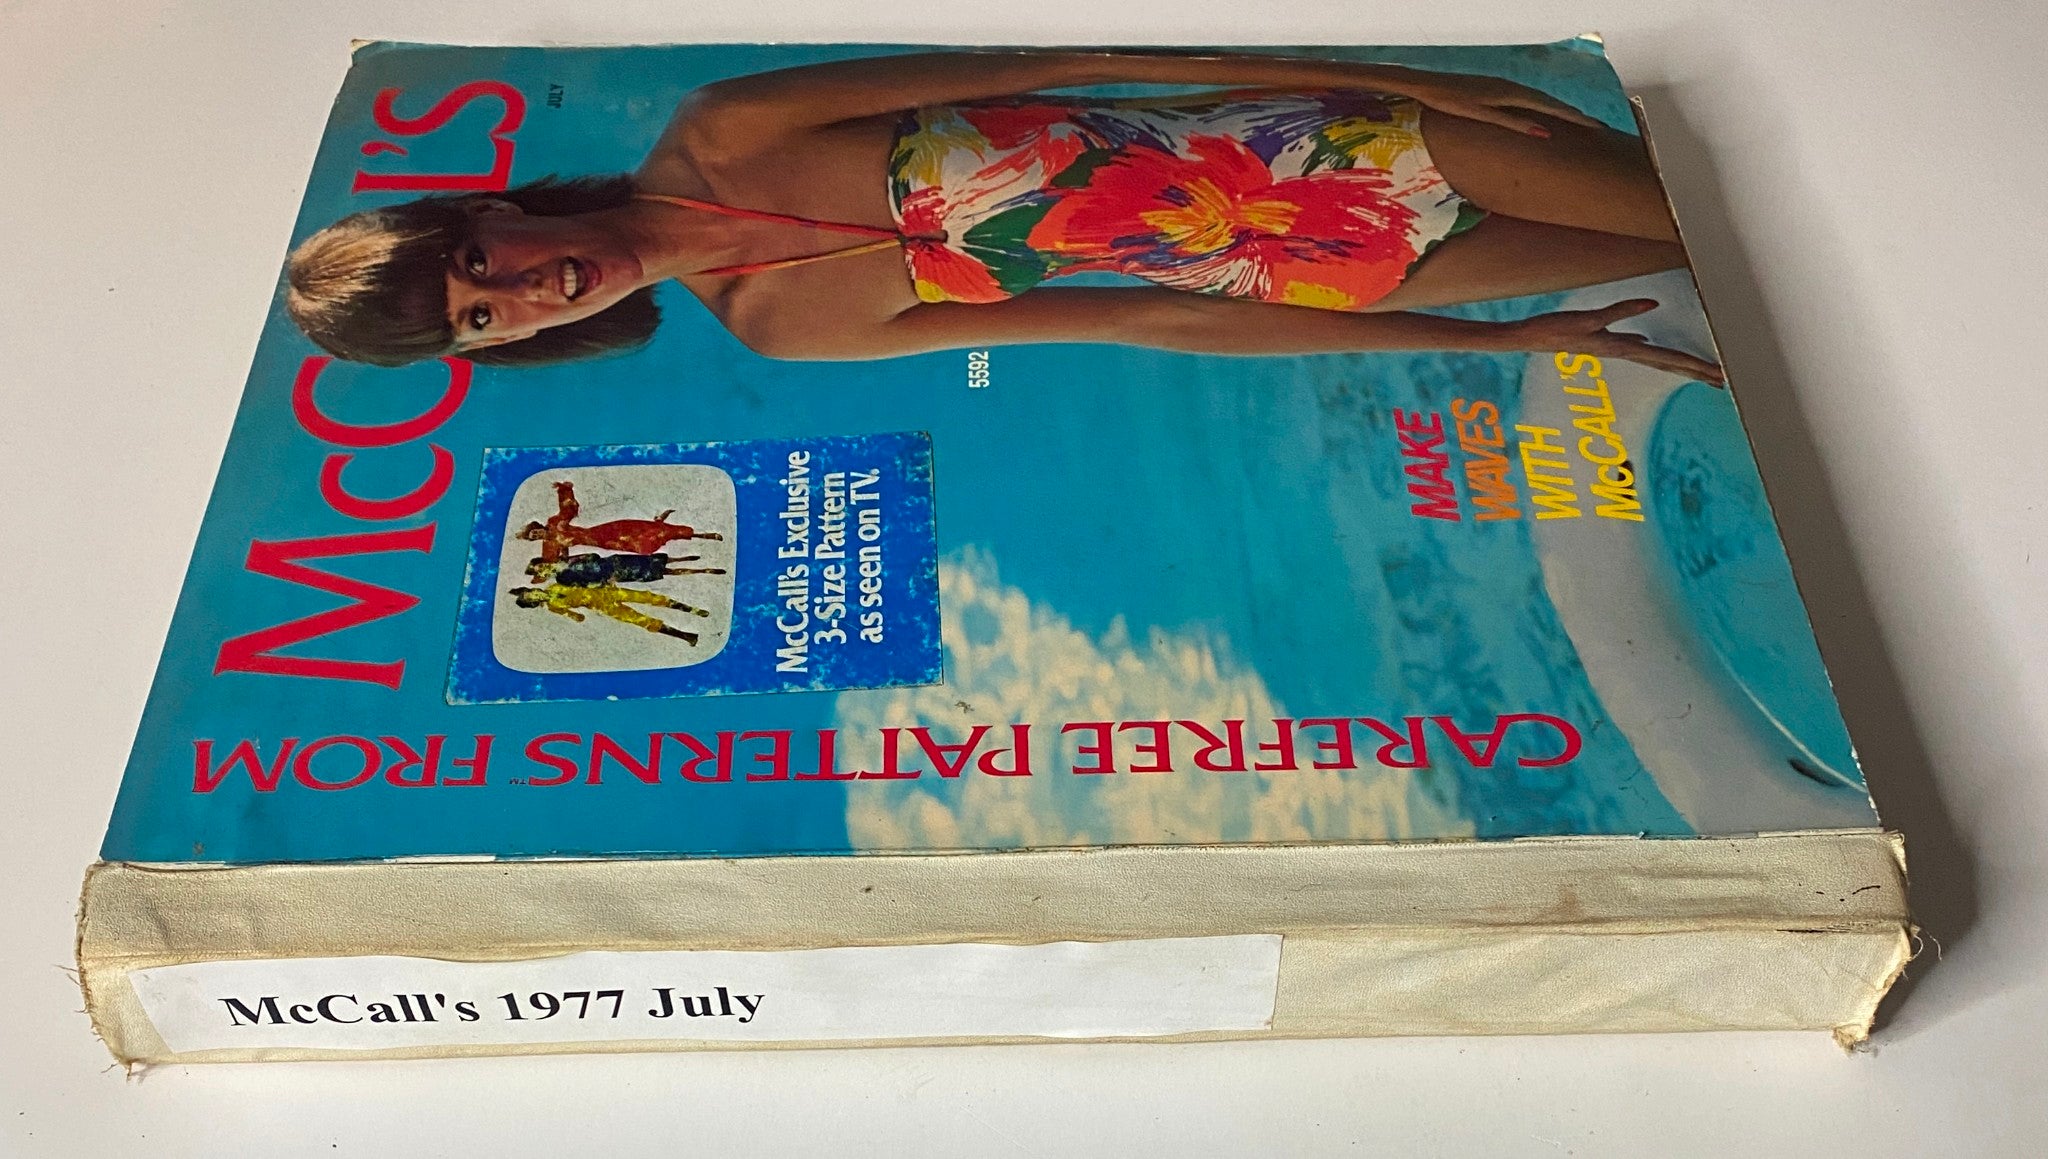 CAREFREE PATTERNS™ FROM
McC L'S
JULY
McCall's Exclusive
3-Size Pattern
as seen on TV.
5592
MAKE
WAVES
WITH
McCALL'S
McCall's 1977 July